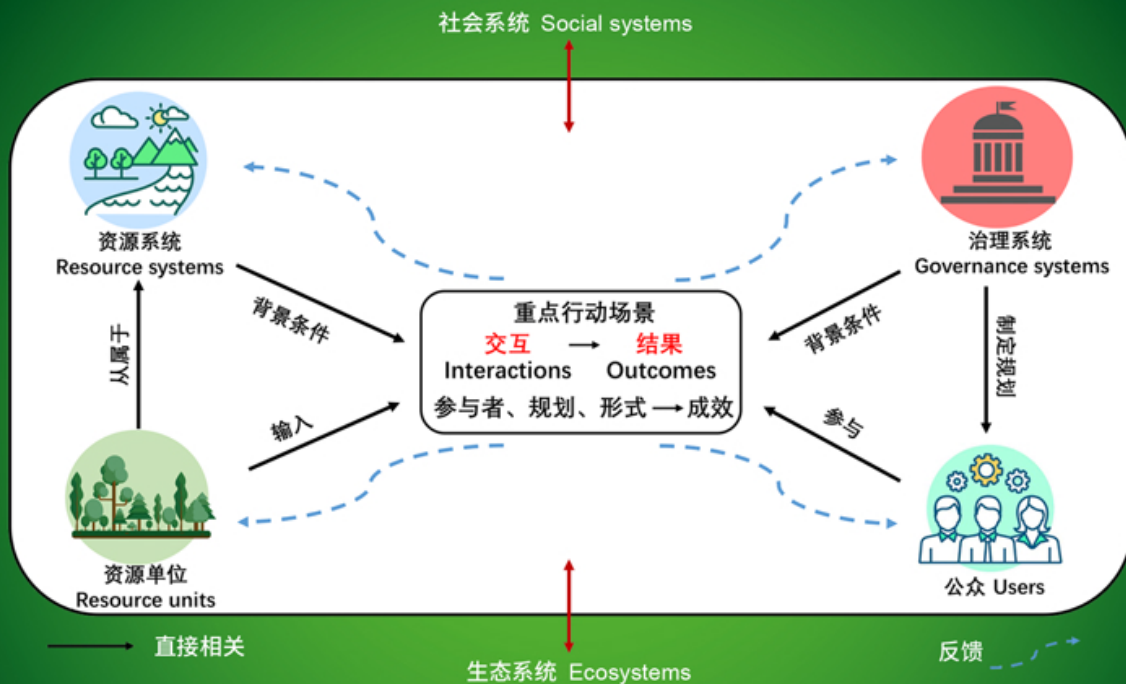 社会系统 Social systems
资源系统
Resource systems
治理系统
Governance systems
背景条件
背景条件
从属于
制定规划
重点行动场景
交互 → 结果
Interactions Outcomes
参与者、规划、形式 → 成效
输入
参与
资源单位
Resource units
公众 Users
直接相关
反馈
生态系统 Ecosystems